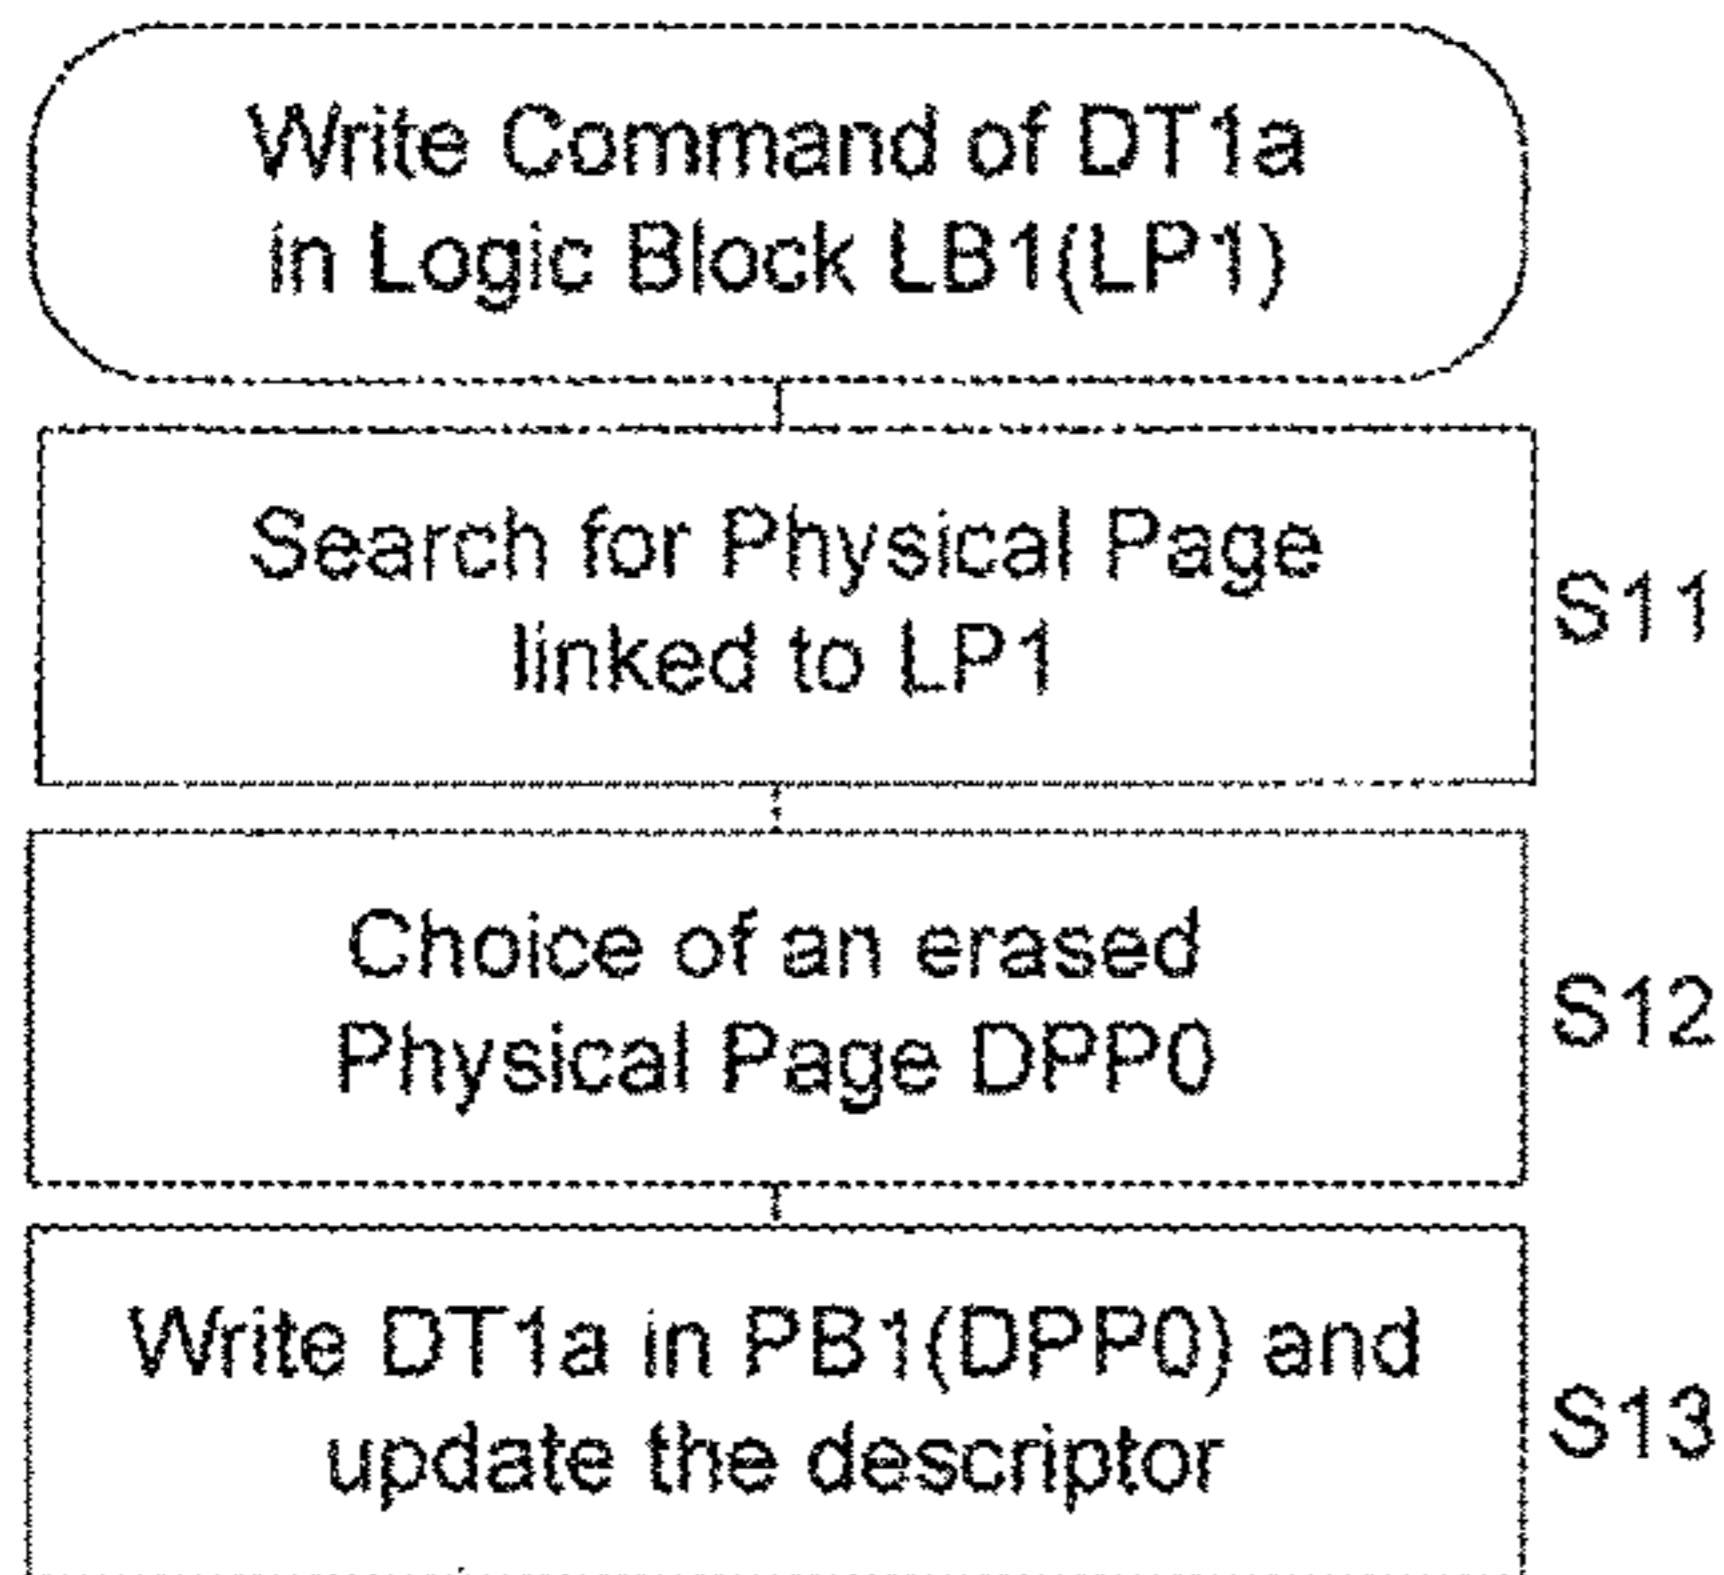 Write Command of DT1a
in Logic Block LB1(LP1)
Search for Physical Page
linked to LP1
S11
Choice of an erased
Physical Page DPP0
S12
Write DT1a in PB1(DPP0) and
update the descriptor
S13